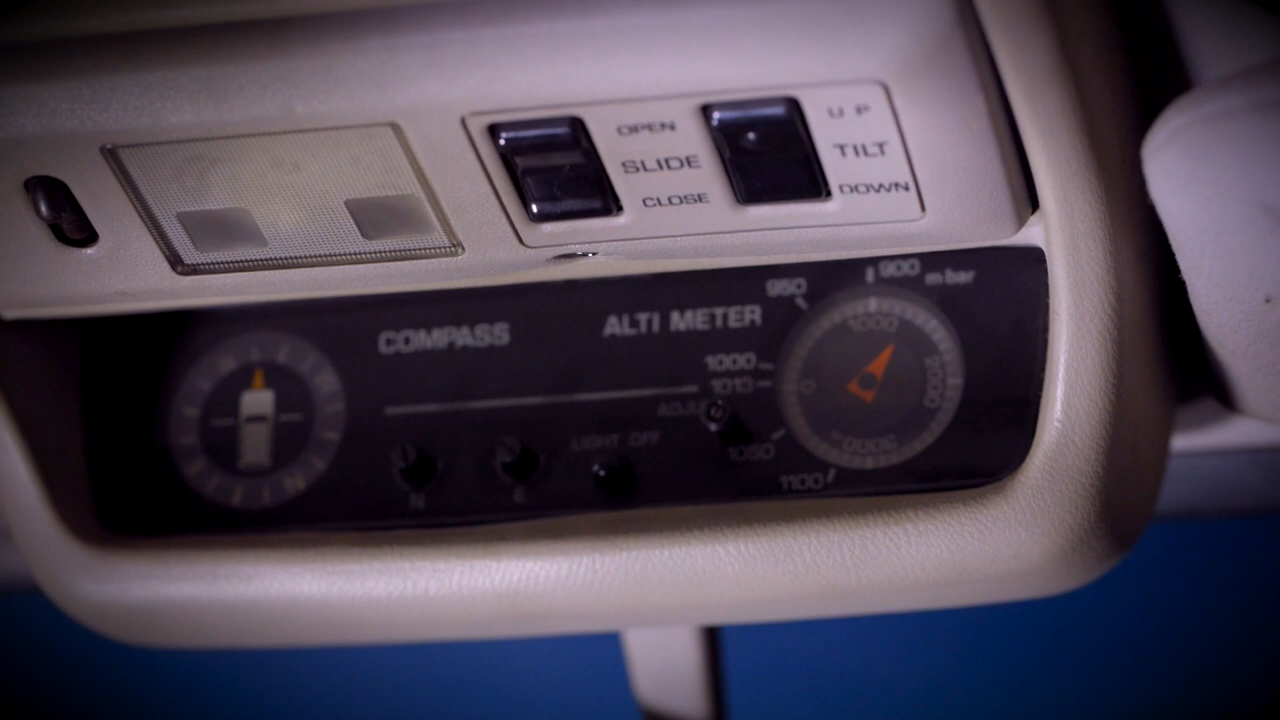 OPEN
SLIDE
CLOSE
U P
TILT
DOWN
COMPASS
ALTI METER
950
900
m bar
1000
1013
1050
1100
1000
2000
3000
0
LIGHT OFF
N
E